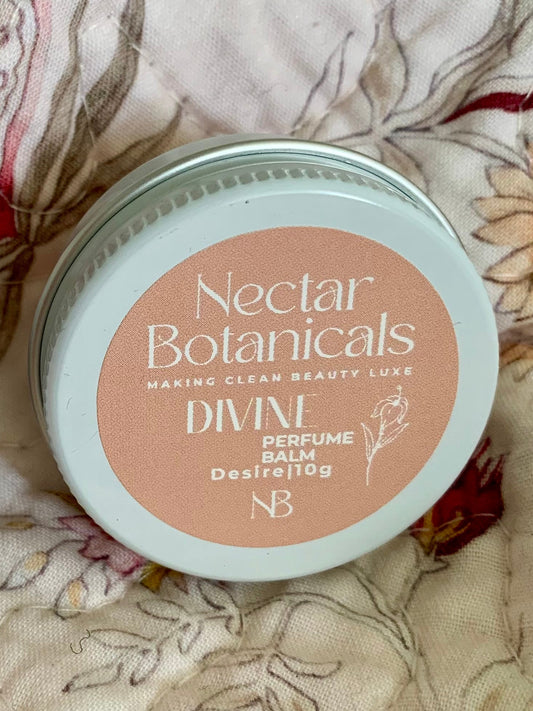 Nectar
Botanicals
MAKING CLEAN BEAUTY LUXE
DIVINE
PERFUME
BALM
Desire|10g
NB